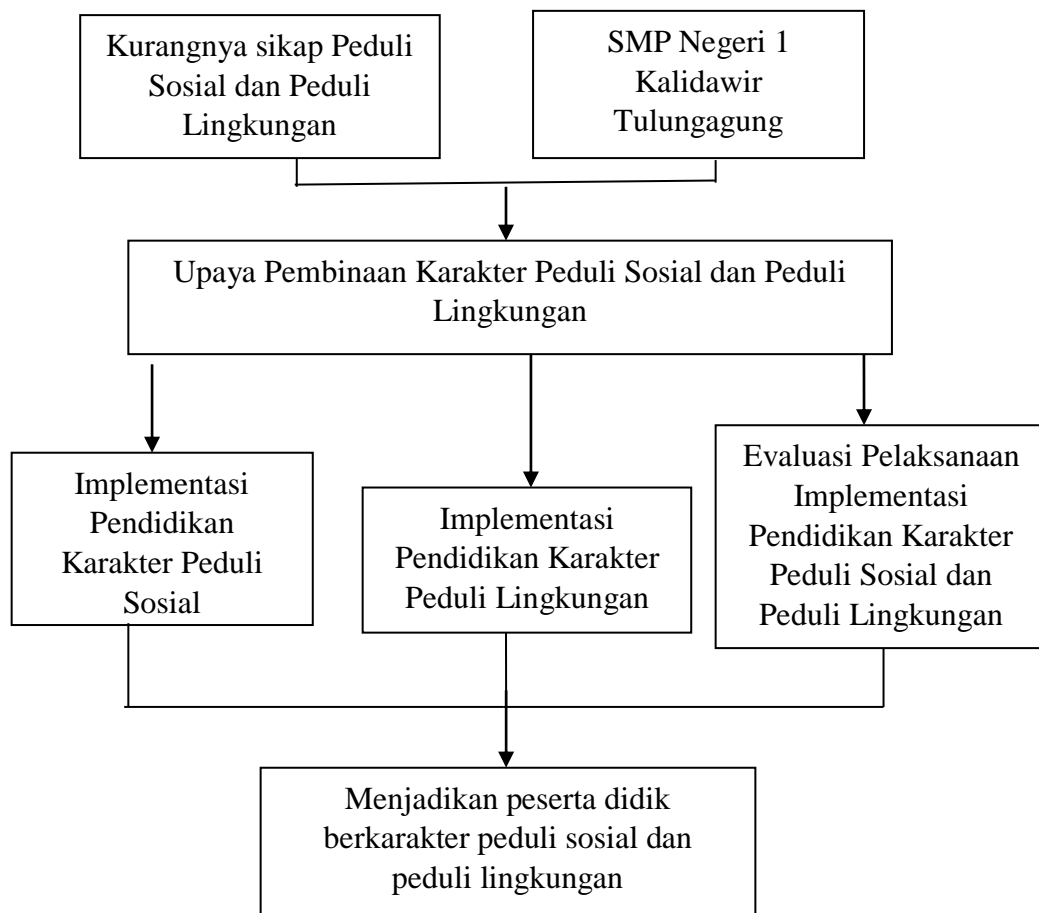 Kurangnya sikap Peduli
Sosial dan Peduli
Lingkungan
SMP Negeri 1
Kalidawir
Tulungagung
Upaya Pembinaan Karakter Peduli Sosial dan Peduli
Lingkungan
Implementasi
Pendidikan
Karakter Peduli
Sosial
Implementasi
Pendidikan Karakter
Peduli Lingkungan
Evaluasi Pelaksanaan
Implementasi
Pendidikan Karakter
Peduli Sosial dan
Peduli Lingkungan
Menjadikan peserta didik
berkarakter peduli sosial dan
peduli lingkungan